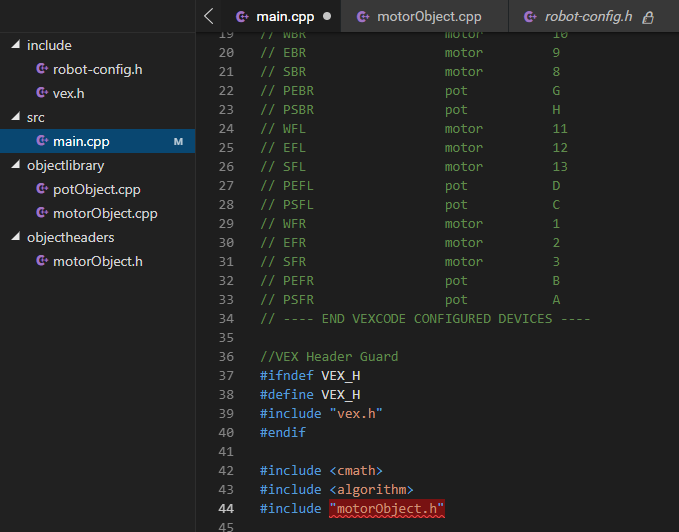 include
robot-config.h
vex.h
src
main.cpp M
objectlibrary
potObject.cpp
motorObject.cpp
objectheaders
motorObject.h
main.cpp motorObject.cpp robot-config.h
19 // WBR motor 10
20 // EBR motor 9
21 // SBR motor 8
22 // PEBR pot G
23 // PSBR pot H
24 // WFL motor 11
25 // EFL motor 12
26 // SFL motor 13
27 // PEFL pot D
28 // PSFL pot C
29 // WFR motor 1
30 // EFR motor 2
31 // SFR motor 3
32 // PEFR pot B
33 // PSFR pot A
34 // ---- END VEXCODE CONFIGURED DEVICES ----
35
36 //VEX Header Guard
37 #ifndef VEX_H
38 #define VEX_H
39 #include "vex.h"
40 #endif
41
42 #include <cmath>
43 #include <algorithm>
44 #include "motorObject.h"
45